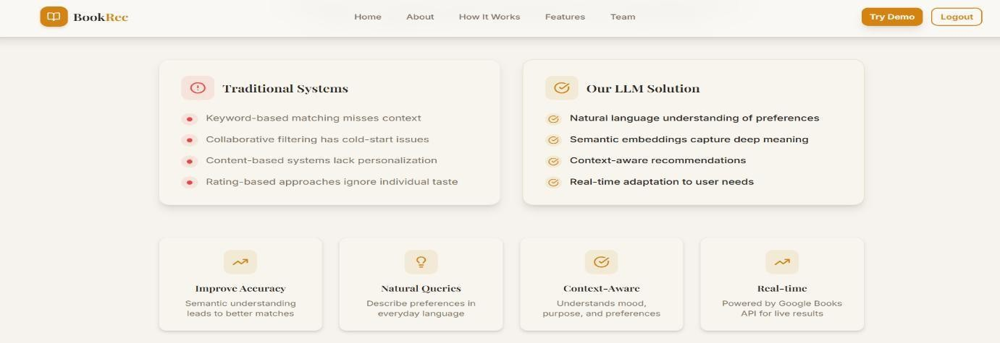 BookRec
Home
About
How It Works
Features
Team
Try Demo
Logout
Traditional Systems
Keyword-based matching misses context
Collaborative filtering has cold-start issues
Content-based systems lack personalization
Rating-based approaches ignore individual taste
Our LLM Solution
Natural language understanding of preferences
Semantic embeddings capture deep meaning
Context-aware recommendations
Real-time adaptation to user needs
Improve Accuracy
Semantic understanding
leads to better matches
Natural Queries
Describe preferences in
everyday language
Context-Aware
Understands mood,
purpose, and preferences
Real-time
Powered by Google Books
API for live results